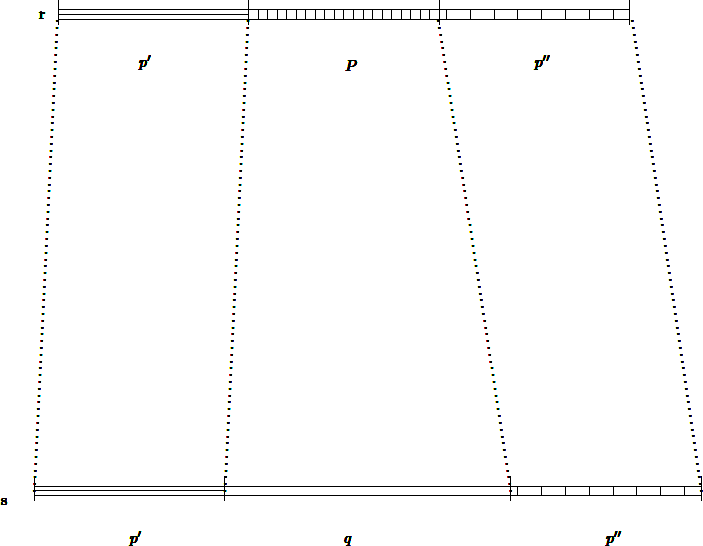 r
p′ P p″
s
p′ q p″